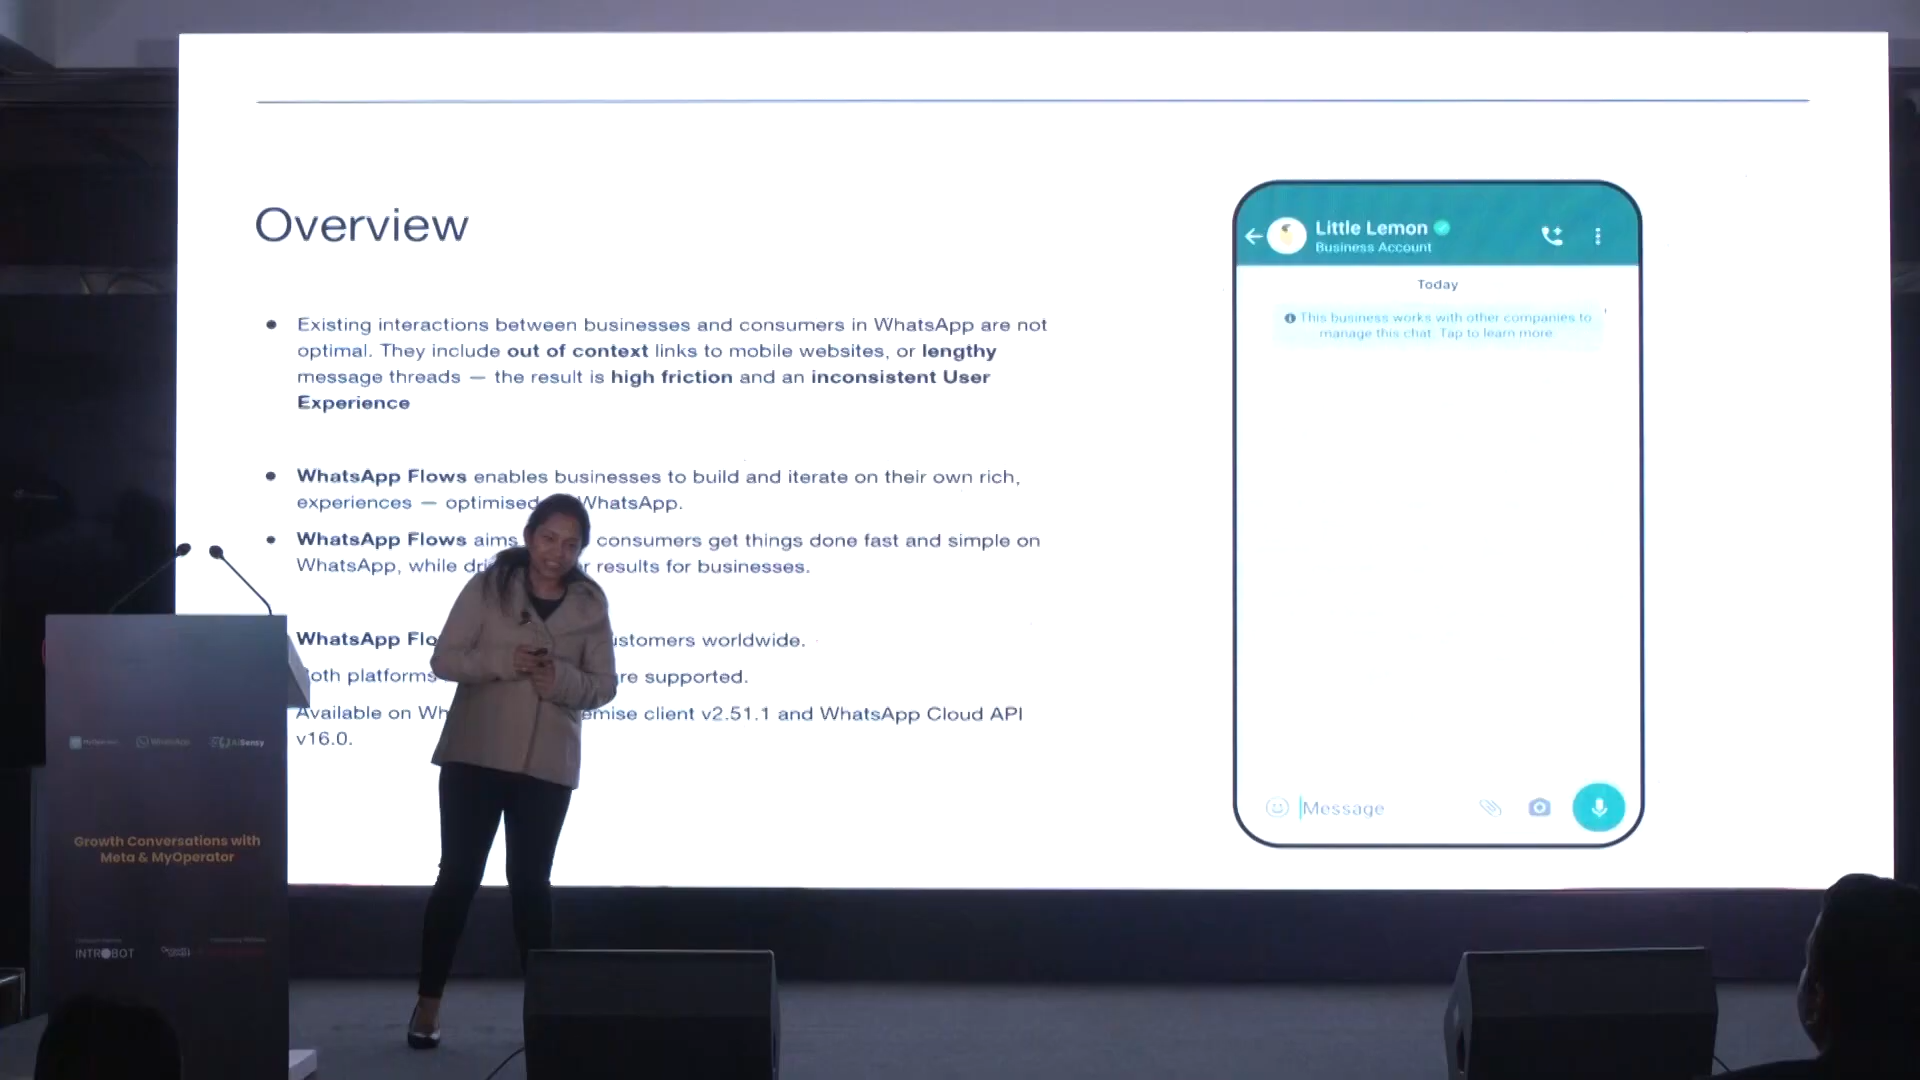 Overview
Existing interactions between businesses and consumers in WhatsApp are not
optimal. They include out of context links to mobile websites, or lengthy
message threads — the result is high friction and an inconsistent User
Experience
WhatsApp Flows enables businesses to build and iterate on their own rich,
experiences — optimised WhatsApp.
WhatsApp Flows aims consumers get things done fast and simple on
WhatsApp, while results for businesses.
WhatsApp customers worldwide.
Both platforms are supported.
Available on client v2.51.1 and WhatsApp Cloud API
v16.0.
Little Lemon
Business Account
Today
This business works with other companies to
manage this chat. Tap to learn more.
Message
WhatsApp AiSensy
Growth Conversations with
Meta & MyOperator
INTROBOT